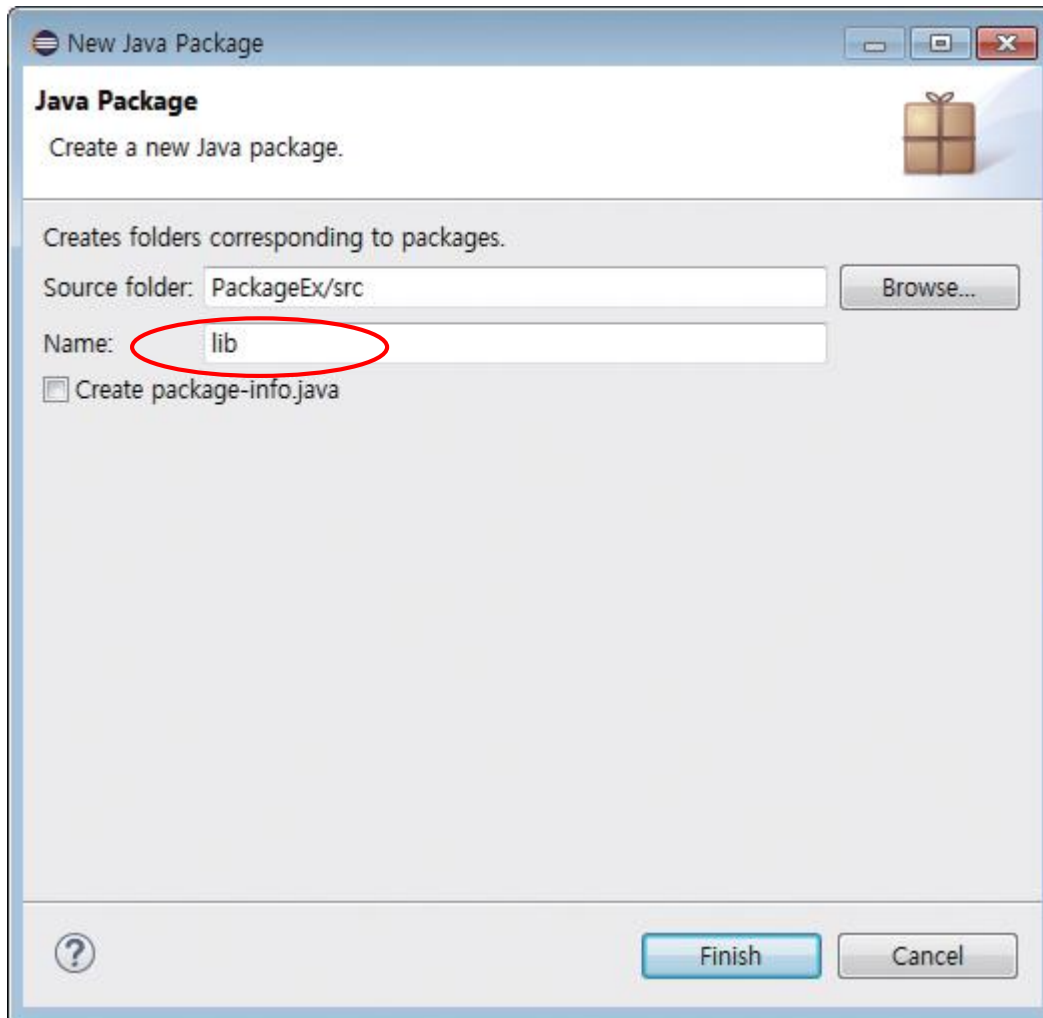 New Java Package
Java Package
Create a new Java package.
Creates folders corresponding to packages.
Source folder: PackageEx/src Browse...
Name: lib
Create package-info.java
? Finish Cancel